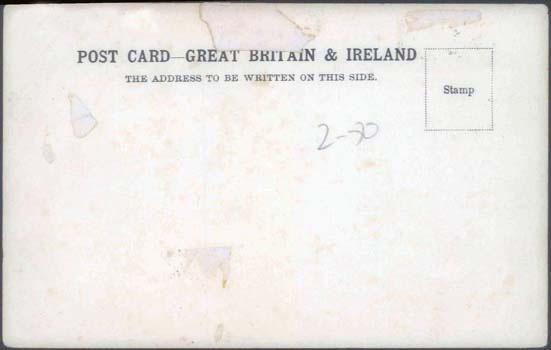 POST CARD—GREAT BRITAIN & IRELAND
THE ADDRESS TO BE WRITTEN ON THIS SIDE.
Stamp
2-30